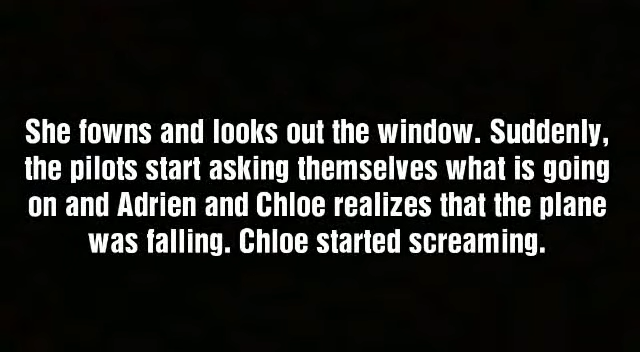 She fowns and looks out the window. Suddenly,
the pilots start asking themselves what is going
on and Adrien and Chloe realizes that the plane
was falling. Chloe started screaming.